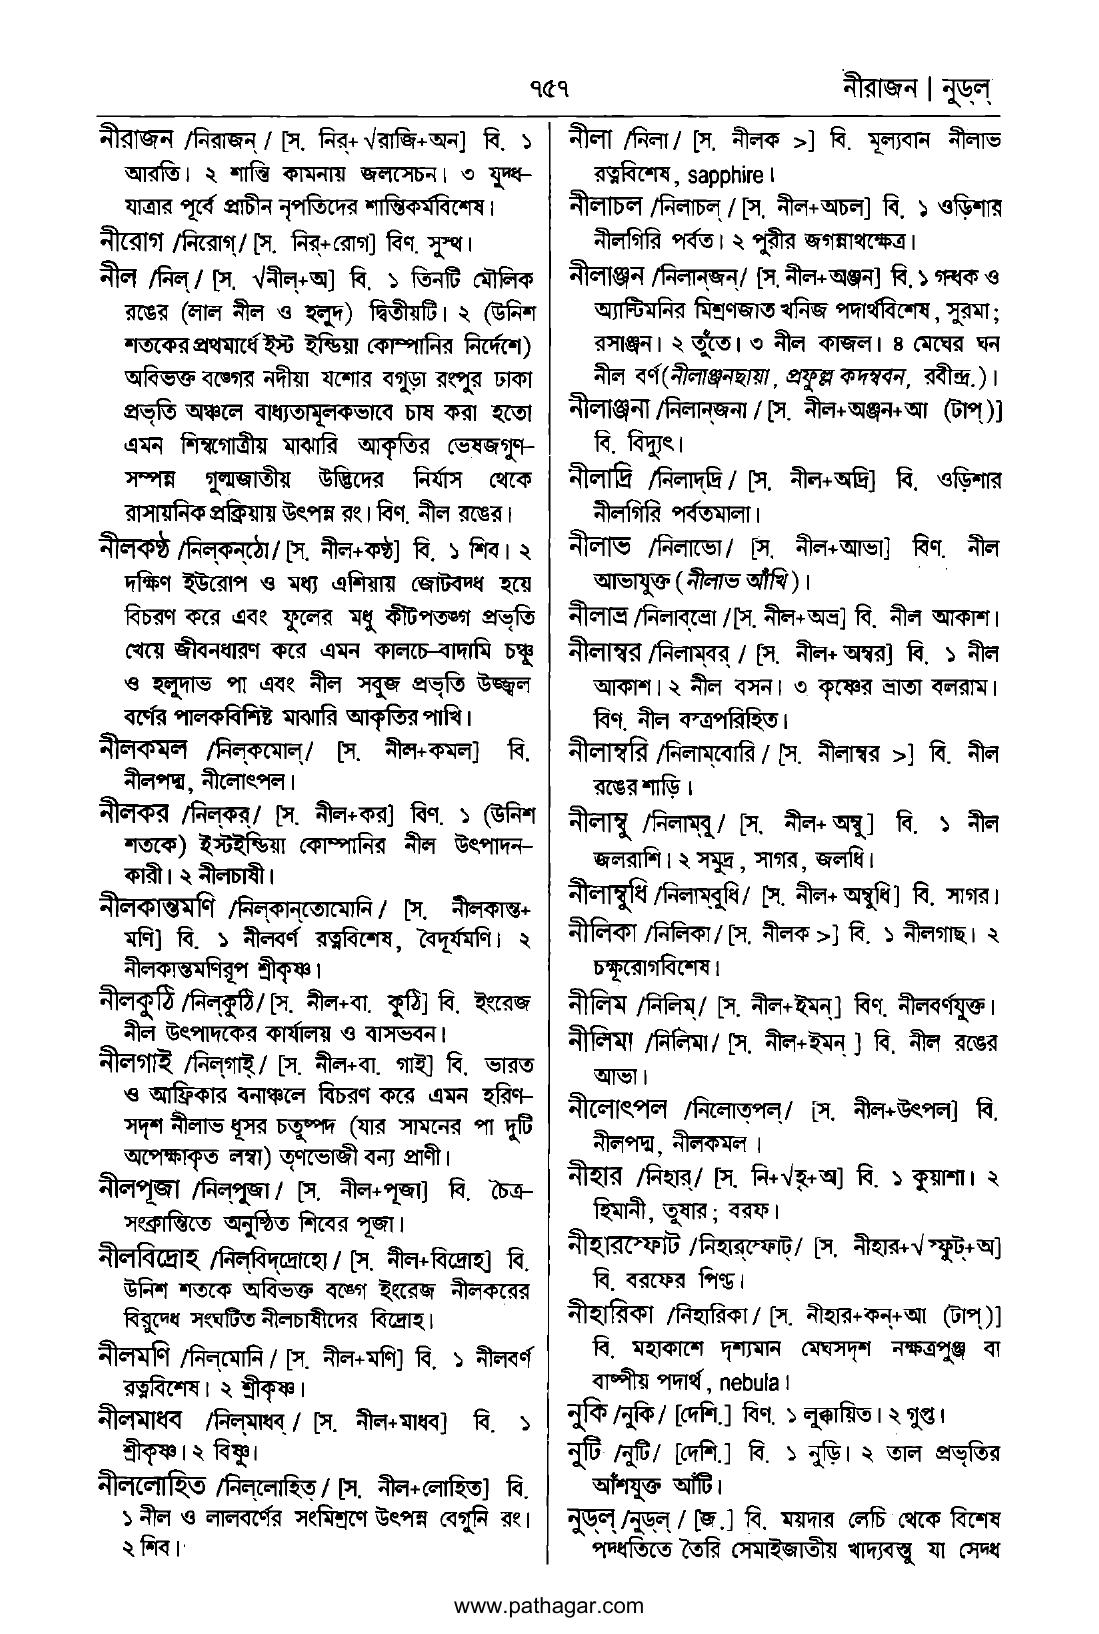 ৭৫৭
নীরাজন | নুড্‌ল্‌
নীরাজন /নিরাজন্‌/ [স. নির্‌+√রাজি+অন] বি. ১
আরতি। ২ শান্তি কামনায় জলসেচন। ৩ যুদ্ধ-
যাত্রার পূর্বে প্রাচীন নৃপতিদের শান্তিকর্মবিশেষ।
নীরোগ /নিরোগ্‌/ [স. নির্‌+রোগ] বিণ. সুস্থ।
নীল /নিল্‌/ [স. √নীল্‌+অ] বি. ১ তিনটি মৌলিক
রঙের (লাল নীল ও হলুদ) দ্বিতীয়টি। ২ (উনিশ
শতকের প্রথমার্ধে ইস্ট ইন্ডিয়া কোম্পানির নির্দেশে)
অবিভক্ত বঙ্গের নদীয়া যশোর বগুড়া রংপুর ঢাকা
প্রভৃতি অঞ্চলে বাধ্যতামূলকভাবে চাষ করা হতো
এমন শিম্বগোত্রীয় মাঝারি আকৃতির ভেষজগুণ-
সম্পন্ন গুল্মজাতীয় উদ্ভিদের নির্যাস থেকে
রাসায়নিক প্রক্রিয়ায় উৎপন্ন রং। বিণ. নীল রঙের।
নীলকণ্ঠ /নিল্‌কন্‌ঠো/ [স. নীল+কণ্ঠ] বি. ১ শিব। ২
দক্ষিণ ইউরোপ ও মধ্য এশিয়ায় জোটবদ্ধ হয়ে
বিচরণ করে এবং ফুলের মধু কীটপতঙ্গ প্রভৃতি
খেয়ে জীবনধারণ করে এমন কালচে-বাদামি চঞ্চু
ও হলুদাভ পা এবং নীল সবুজ প্রভৃতি উজ্জ্বল
বর্ণের পালকবিশিষ্ট মাঝারি আকৃতির পাখি।
নীলকমল /নিল্‌কমোল্‌/ [স. নীল+কমল] বি.
নীলপদ্ম, নীলোৎপল।
নীলকর /নিল্‌কর্‌/ [স. নীল+কর] বিণ. ১ (উনিশ
শতকে) ইস্টইন্ডিয়া কোম্পানির নীল উৎপাদন-
কারী। ২ নীলচাষী।
নীলকান্তমণি /নিল্‌কান্‌তোমোনি/ [স. নীলকান্ত+
মণি] বি. ১ নীলবর্ণ রত্নবিশেষ, বৈদূর্যমণি। ২
নীলকান্তমণিরূপ শ্রীকৃষ্ণ।
নীলকুঠি /নিল্‌কুঠি/ [স. নীল+বা. কুঠি] বি. ইংরেজ
নীল উৎপাদকের কার্যালয় ও বাসভবন।
নীলগাই /নিল্‌গাই্‌/ [স. নীল+বা. গাই] বি. ভারত
ও আফ্রিকার বনাঞ্চলে বিচরণ করে এমন হরিণ-
সদৃশ নীলাভ ধূসর চতুষ্পদ (যার সামনের পা দুটি
অপেক্ষাকৃত লম্বা) তৃণভোজী বন্য প্রাণী।
নীলপূজা /নিল্‌পুজা/ [স. নীল+পূজা] বি. চৈত্র-
সংক্রান্তিতে অনুষ্ঠিত শিবের পূজা।
নীলবিদ্রোহ /নিল্‌বিদ্‌দ্রোহো/ [স. নীল+বিদ্রোহ] বি.
উনিশ শতকে অবিভক্ত বঙ্গে ইংরেজ নীলকরের
বিরুদ্ধে সংঘটিত নীলচাষীদের বিদ্রোহ।
নীলমণি /নিল্‌মোনি/ [স. নীল+মণি] বি. ১ নীলবর্ণ
রত্নবিশেষ। ২ শ্রীকৃষ্ণ।
নীলমাধব /নিল্‌মাধব্‌/ [স. নীল+মাধব] বি. ১
শ্রীকৃষ্ণ। ২ বিষ্ণু।
নীললোহিত /নিল্‌লোহিত্‌/ [স. নীল+লোহিত] বি.
১ নীল ও লালবর্ণের সংমিশ্রণে উৎপন্ন বেগুনি রং।
২ শিব।
নীলা /নিলা/ [স. নীলক >] বি. মূল্যবান নীলাভ
রত্নবিশেষ, sapphire।
নীলাচল /নিলাচল্‌/ [স. নীল+অচল] বি. ১ ওড়িশার
নীলগিরি পর্বত। ২ পুরীর জগন্নাথক্ষেত্র।
নীলাঞ্জন /নিলান্‌জন্‌/ [স. নীল+অঞ্জন] বি. ১ গন্ধক ও
অ্যান্টিমনির মিশ্রণজাত খনিজ পদার্থবিশেষ, সুরমা;
রসাঞ্জন। ২ তুঁতে। ৩ নীল কাজল। ৪ মেঘের ঘন
নীল বর্ণ (নীলাঞ্জনছায়া, প্রফুল্ল কদম্ববন, রবীন্দ্র.)।
নীলাঞ্জনা /নিলান্‌জনা/ [স. নীল+অঞ্জন+আ (টাপ্‌)]
বি. বিদ্যুৎ।
নীলাদ্রি /নিলাদ্‌দ্রি/ [স. নীল+অদ্রি] বি. ওড়িশার
নীলগিরি পর্বতমালা।
নীলাভ /নিলাভো/ [স. নীল+আভা] বিণ. নীল
আভাযুক্ত (নীলাভ আঁখি)।
নীলাভ্র /নিলাব্‌ভ্রো/ [স. নীল+অভ্র] বি. নীল আকাশ।
নীলাম্বর /নিলাম্‌বর্‌/ [স. নীল+ অম্বর] বি. ১ নীল
আকাশ। ২ নীল বসন। ৩ কৃষ্ণের ভ্রাতা বলরাম।
বিণ. নীল বস্ত্রপরিহিত।
নীলাম্বরি /নিলাম্‌বোরি/ [স. নীলাম্বর >] বি. নীল
রঙের শাড়ি।
নীলাম্বু /নিলাম্‌বু/ [স. নীল+ অম্বু] বি. ১ নীল
জলরাশি। ২ সমুদ্র, সাগর, জলধি।
নীলাম্বুধি /নিলাম্‌বুধি/ [স. নীল+ অম্বুধি] বি. সাগর।
নীলিকা /নিলিকা/ [স. নীলক >] বি. ১ নীলগাছ। ২
চক্ষুরোগবিশেষ।
নীলিম /নিলিম্‌/ [স. নীল+ইমন্‌] বিণ. নীলবর্ণযুক্ত।
নীলিমা /নিলিমা/ [স. নীল+ইমন্‌ ] বি. নীল রঙের
আভা।
নীলোৎপল /নিলোত্‌পল্‌/ [স. নীল+উৎপল] বি.
নীলপদ্ম, নীলকমল ।
নীহার /নিহার্‌/ [স. নি+√হৃ+অ] বি. ১ কুয়াশা। ২
হিমানী, তুষার; বরফ।
নীহারস্ফোট /নিহার্‌স্ফোট্‌/ [স. নীহার+√স্ফুট্‌+অ]
বি. বরফের পিণ্ড।
নীহারিকা /নিহারিকা/ [স. নীহার+কন্‌+আ (টাপ্‌)]
বি. মহাকাশে দৃশ্যমান মেঘসদৃশ নক্ষত্রপুঞ্জ বা
বাষ্পীয় পদার্থ, nebula।
নুকি /নুকি/ [দেশি.] বিণ. ১ লুক্কায়িত। ২ গুপ্ত।
নুটি /নুটি/ [দেশি.] বি. ১ নুড়ি। ২ তাল প্রভৃতির
আঁশযুক্ত আঁটি।
নুড্‌ল্‌ /নুড্‌ল্‌/ [জ.] বি. ময়দার লেচি থেকে বিশেষ
পদ্ধতিতে তৈরি সেমাইজাতীয় খাদ্যবস্তু যা সেদ্ধ
www.pathagar.com